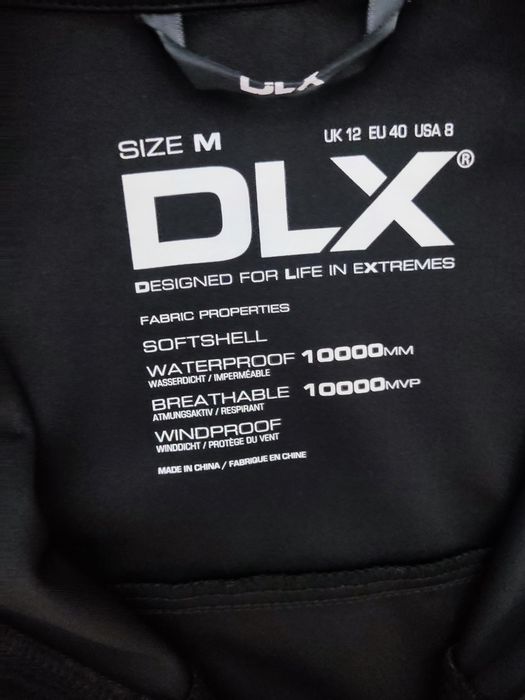 DLX
SIZE M
UK 12 EU 40 USA 8
DLX®
DESIGNED FOR LIFE IN EXTREMES
FABRIC PROPERTIES
SOFTSHELL
WATERPROOF 10000MM
WASSERDICHT / IMPERMÉABLE
BREATHABLE 10000MVP
ATMUNGSAKTIV / RESPIRANT
WINDPROOF
WINDDICHT / PROTÈGE DU VENT
MADE IN CHINA / FABRIQUE EN CHINE